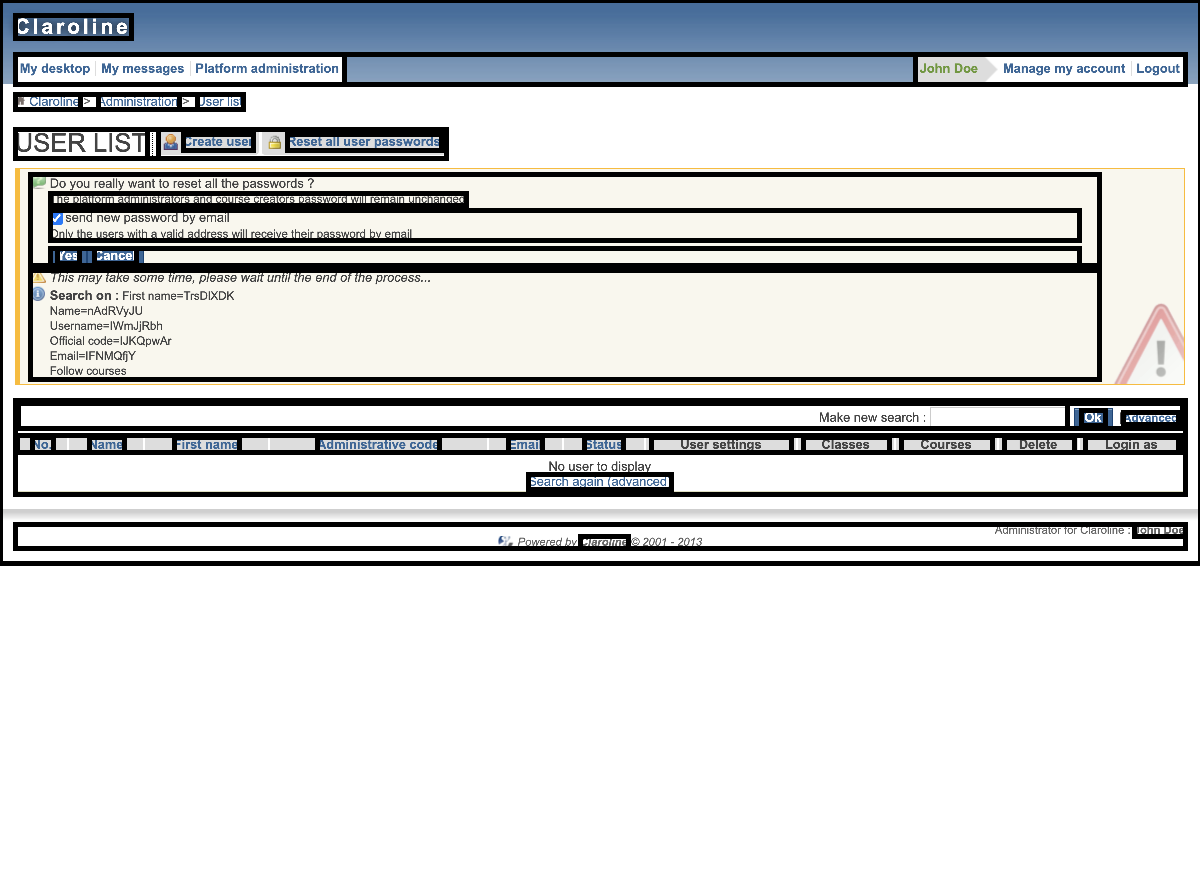 Claroline
My desktop My messages Platform administration John Doe Manage my account Logout
Claroline > Administration > User list
USER LIST Create user Reset all user passwords
Do you really want to reset all the passwords ?
The platform administrators and course creators password will remain unchanged
send new password by email
Only the users with a valid address will receive their password by email
Yes Cancel
This may take some time, please wait until the end of the process...
Search on : First name=TrsDIXDK
Name=nAdRVyJU
Username=IWmJjRbh
Official code=IJKQpwAr
Email=IFNMQfjY
Follow courses
Make new search : Ok Advanced
No. Name First name Administrative code Email Status User settings Classes Courses Delete Login as
No user to display
Search again (advanced
Administrator for Claroline : John Doe
Powered by Claroline © 2001 - 2013